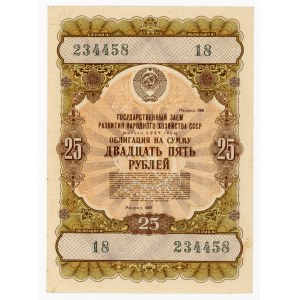 234458 18
ГОСУДАРСТВЕННЫЙ ЗАЕМ
РАЗВИТИЯ НАРОДНОГО ХОЗЯЙСТВА СССР
ОБЛИГАЦИЯ НА СУММУ
25 ДВАДЦАТЬ ПЯТЬ 25
РУБЛЕЙ
25
18 234458